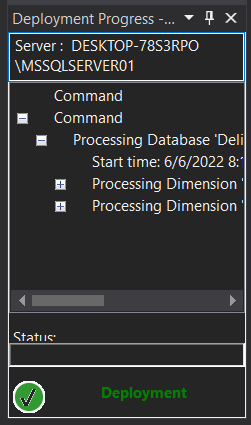 Deployment Progress -...
Server : DESKTOP-78S3RPO
\MSSQLSERVER01
Command
Command
Processing Database 'Deli
Start time: 6/6/2022 8:1
Processing Dimension '
Processing Dimension '
Status:
Deployment